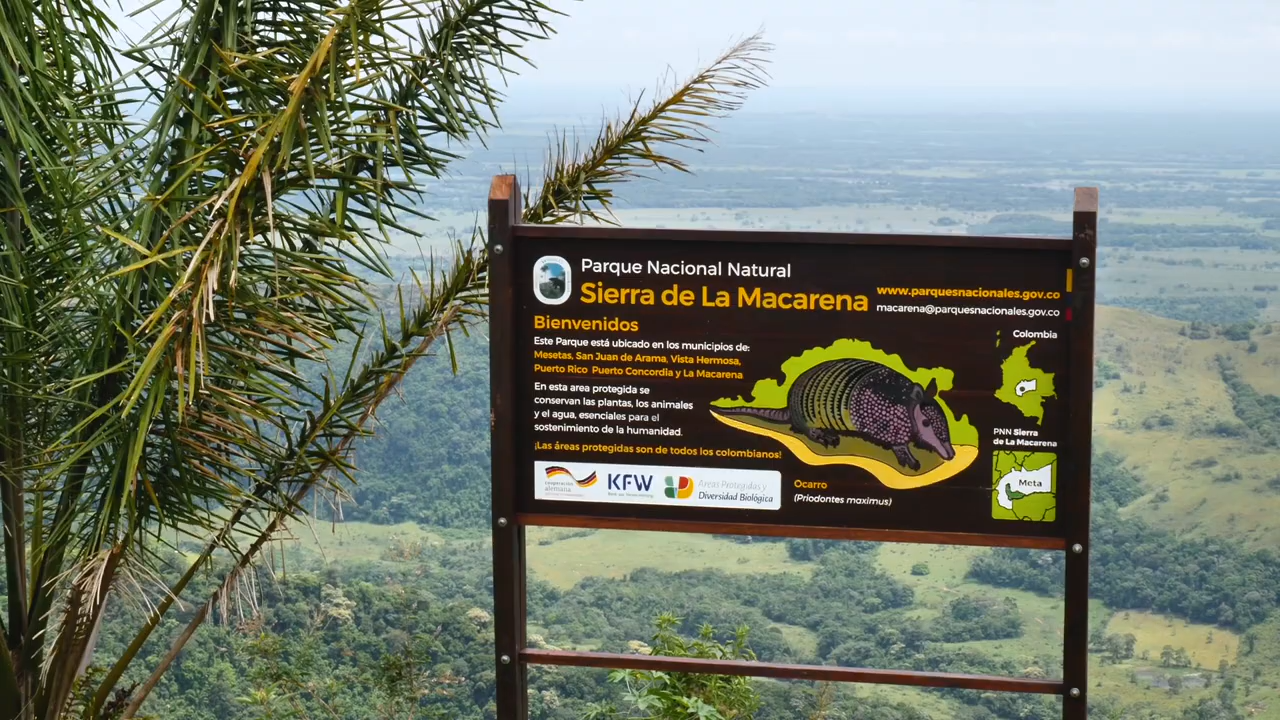 Parque Nacional Natural
Sierra de La Macarena
www.parquesnacionales.gov.co
macarena@parquesnacionales.gov.co
Bienvenidos
Este Parque está ubicado en los municipios de:
Mesetas, San Juan de Arama, Vista Hermosa,
Puerto Rico Puerto Concordia y La Macarena
En esta area protegida se
conservan las plantas, los animales
y el agua, esenciales para el
sostenimiento de la humanidad.
¡Las áreas protegidas son de todos los colombianos!
cooperación
alemana
KFW
Areas Protegidas y
Diversidad Biológica
Ocarro
(Priodontes maximus)
Colombia
PNN Sierra
de La Macarena
Meta